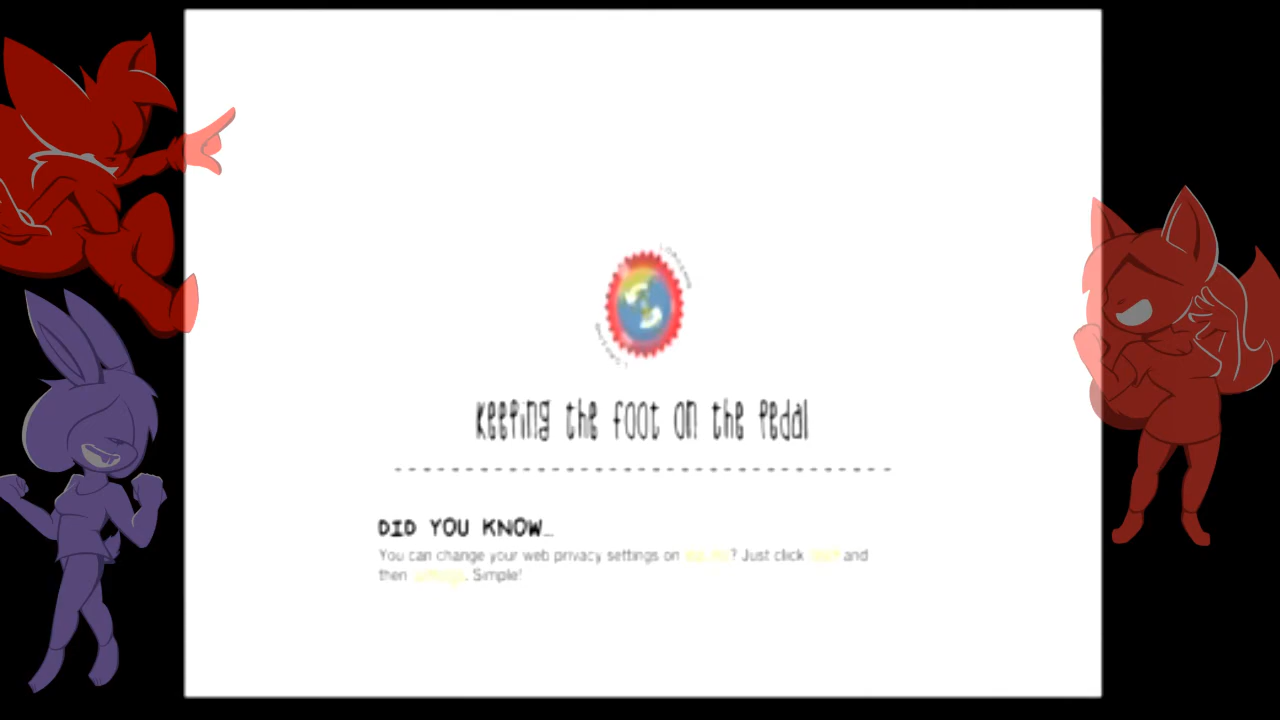 Keeping the foot on the pedal
DID YOU KNOW...
You can change your web privacy settings on ? Just click and
then settings. Simple!